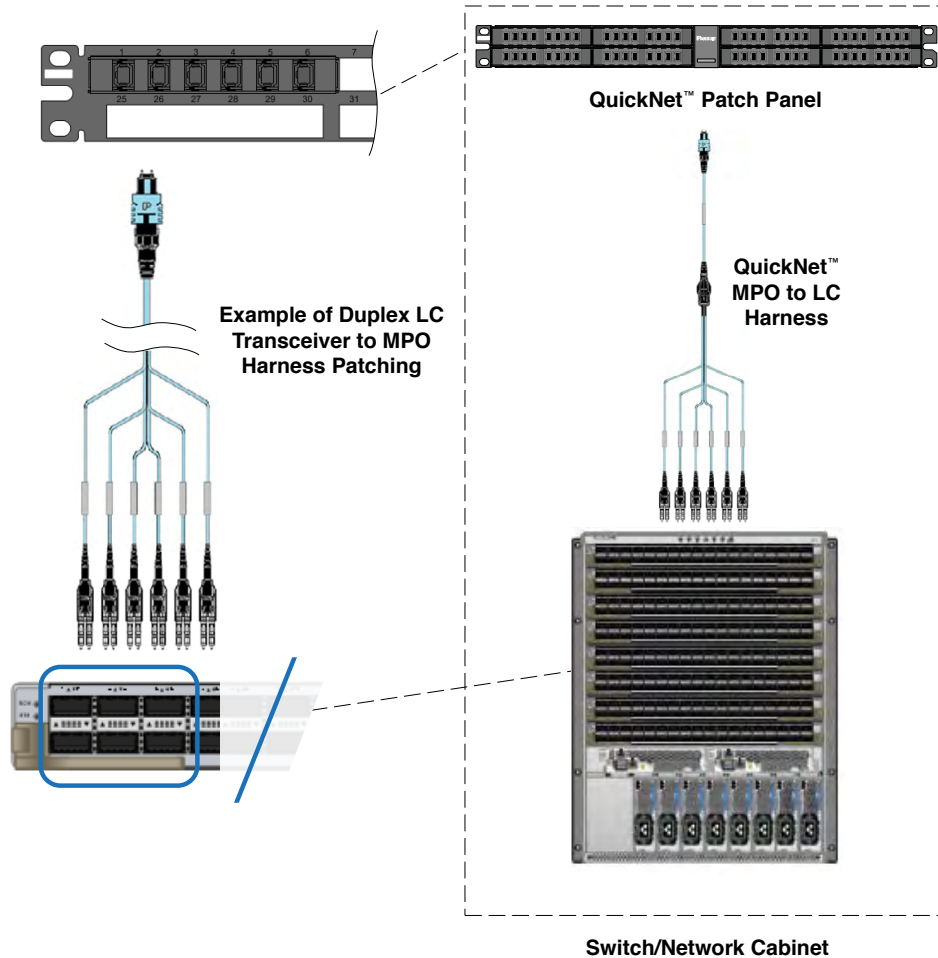 1 2 3 4 5 6 7
25 26 27 28 29 30 31
QuickNet™ Patch Panel
Example of Duplex LC
Transceiver to MPO
Harness Patching
QuickNet™
MPO to LC
Harness
Switch/Network Cabinet